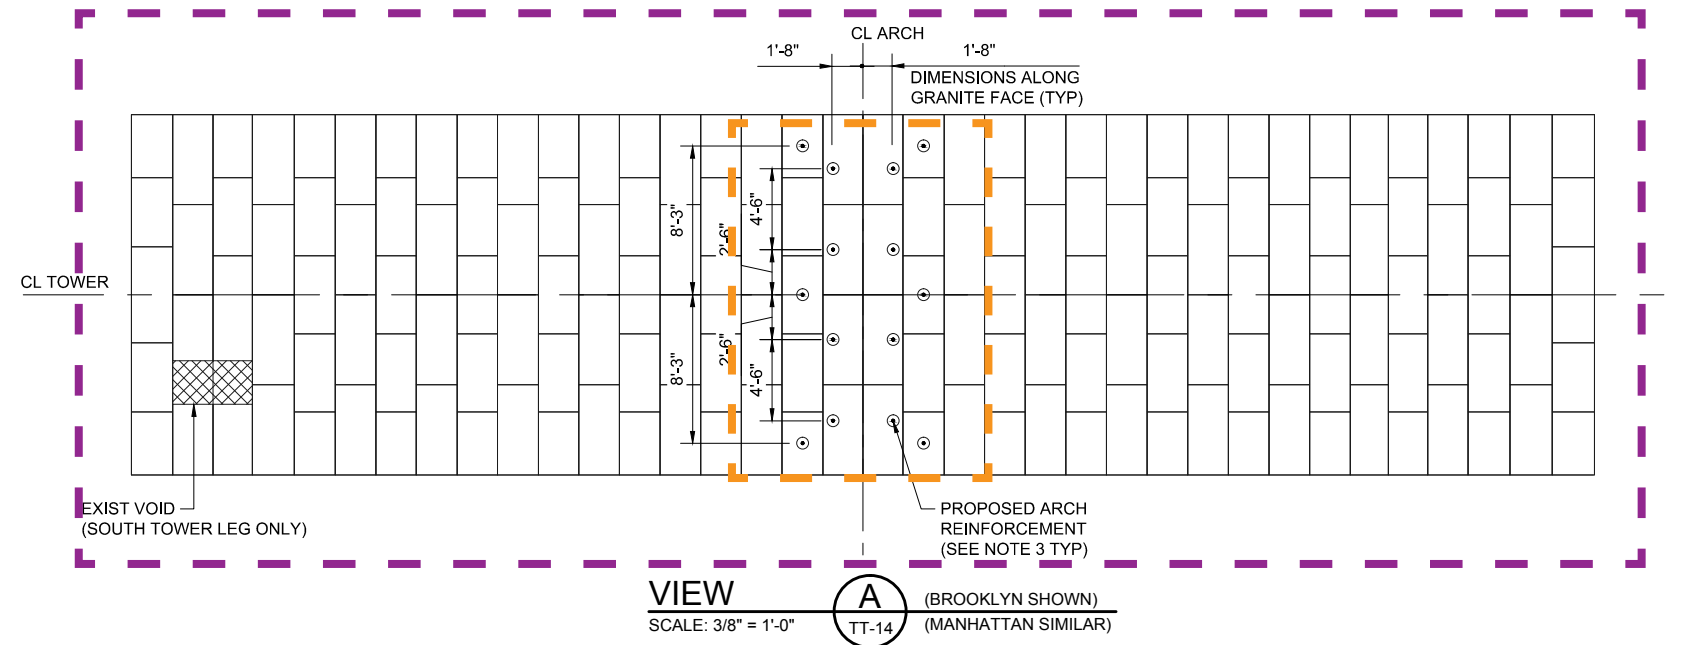 CL ARCH
1'-8"
1'-8"
DIMENSIONS ALONG
GRANITE FACE (TYP)
8'-3"
2'-6"
4'-6"
CL TOWER
8'-3"
2'-6"
4'-6"
EXIST VOID
(SOUTH TOWER LEG ONLY)
PROPOSED ARCH
REINFORCEMENT
(SEE NOTE 3 TYP)
VIEW
SCALE: 3/8" = 1'-0"
A
TT-14
(BROOKLYN SHOWN)
(MANHATTAN SIMILAR)